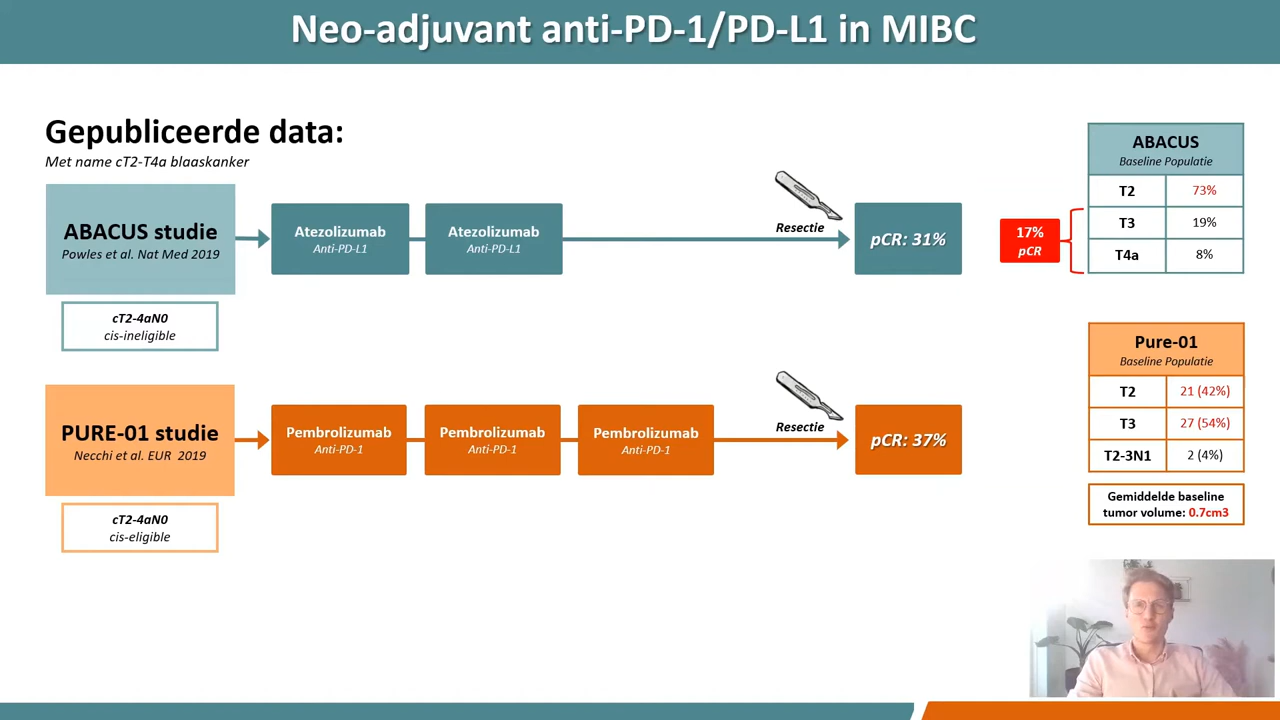 Neo-adjuvant anti-PD-1/PD-L1 in MIBC
Gepubliceerde data:
Met name cT2-T4a blaaskanker
ABACUS studie
Powles et al. Nat Med 2019
cT2-4aN0
cis-ineligible
Atezolizumab
Anti-PD-L1
Atezolizumab
Anti-PD-L1
Resectie
pCR: 31%
17%
pCR
ABACUS
Baseline Populatie
T2 73%
T3 19%
T4a 8%
PURE-01 studie
Necchi et al. EUR 2019
cT2-4aN0
cis-eligible
Pembrolizumab
Anti-PD-1
Pembrolizumab
Anti-PD-1
Pembrolizumab
Anti-PD-1
Resectie
pCR: 37%
Pure-01
Baseline Populatie
T2 21 (42%)
T3 27 (54%)
T2-3N1 2 (4%)
Gemiddelde baseline
tumor volume: 0.7cm3